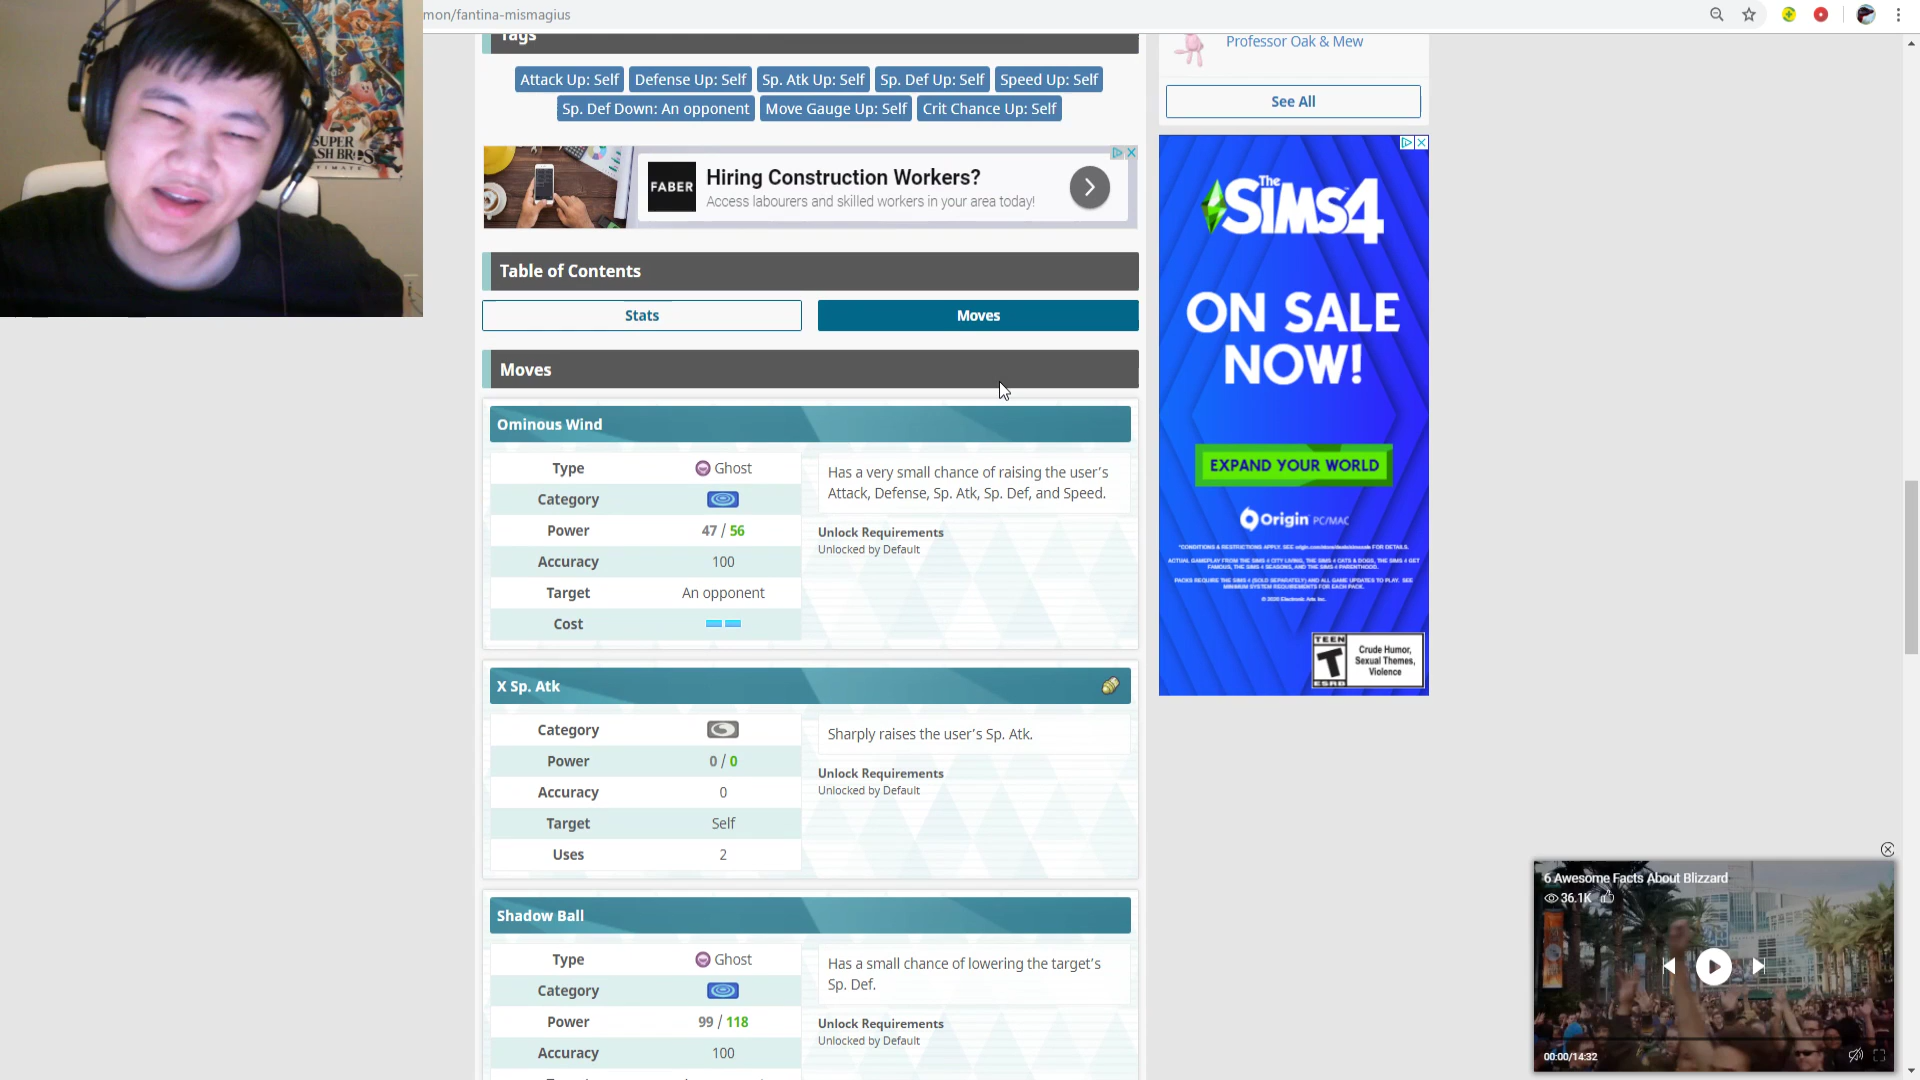 mon/fantina-mismagius
SUPER
SMASH BROS
ULTIMATE
Tags
Attack Up: Self
Defense Up: Self
Sp. Atk Up: Self
Sp. Def Up: Self
Speed Up: Self
Sp. Def Down: An opponent
Move Gauge Up: Self
Crit Chance Up: Self
FABER
Hiring Construction Workers?
Access labourers and skilled workers in your area today!
Table of Contents
Stats
Moves
Moves
Ominous Wind
Type
Ghost
Category
Power
47 / 56
Accuracy
100
Target
An opponent
Cost
Has a very small chance of raising the user's
Attack, Defense, Sp. Atk, Sp. Def, and Speed.
Unlock Requirements
Unlocked by Default
X Sp. Atk
Category
Power
0 / 0
Accuracy
0
Target
Self
Uses
2
Sharply raises the user's Sp. Atk.
Unlock Requirements
Unlocked by Default
Shadow Ball
Type
Ghost
Category
Power
99 / 118
Accuracy
100
Has a small chance of lowering the target's
Sp. Def.
Unlock Requirements
Unlocked by Default
Professor Oak & Mew
See All
The
SIMS4
ON SALE
NOW!
EXPAND YOUR WORLD
Origin PC/MAC
TEEN
T
ESRB
Crude Humor,
Sexual Themes,
Violence
6 Awesome Facts About Blizzard
36.1K
00:00/14:32